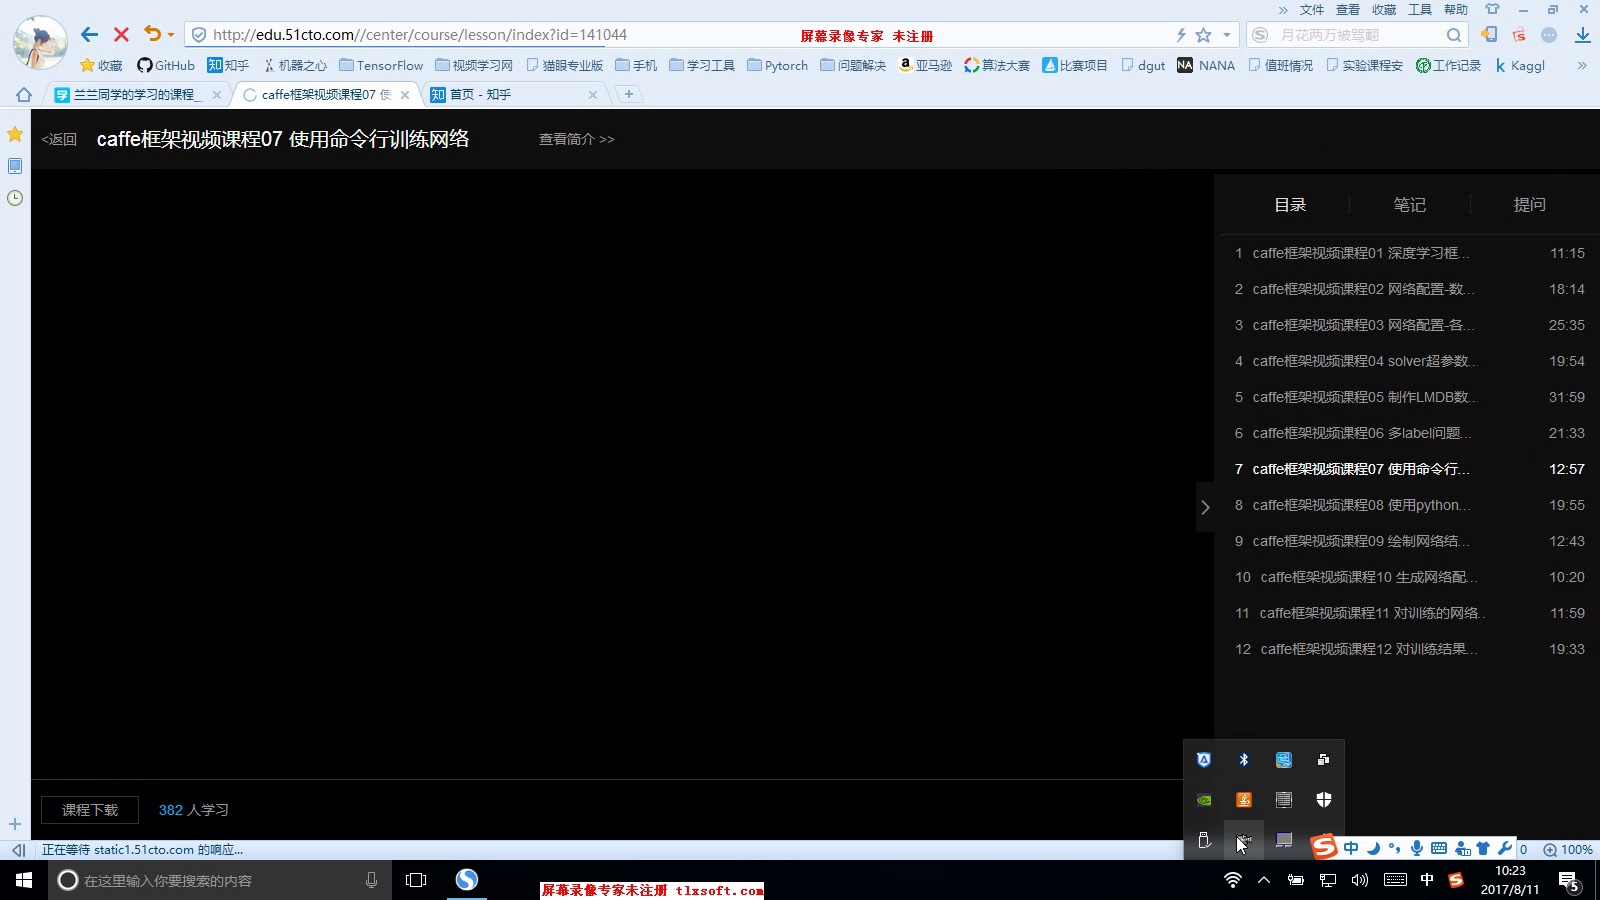 文件 查看 收藏 工具 帮助
http://edu.51cto.com//center/course/lesson/index?id=141044
屏幕录像专家 未注册
月花两万被骂翻
收藏 GitHub 知乎 机器之心 TensorFlow 视频学习网 猫眼专业版 手机 学习工具 Pytorch 问题解决 亚马逊 算法大赛 比赛项目 dgut NANA 值班情况 实验课程安 工作记录 Kaggl
兰兰同学的学习的课程_
caffe框架视频课程07 使
首页 - 知乎
<返回
caffe框架视频课程07 使用命令行训练网络
查看简介 >>
目录 笔记 提问
1 caffe框架视频课程01 深度学习框... 11:15
2 caffe框架视频课程02 网络配置-数... 18:14
3 caffe框架视频课程03 网络配置-各... 25:35
4 caffe框架视频课程04 solver超参数... 19:54
5 caffe框架视频课程05 制作LMDB数... 31:59
6 caffe框架视频课程06 多label问题... 21:33
7 caffe框架视频课程07 使用命令行... 12:57
8 caffe框架视频课程08 使用python... 19:55
9 caffe框架视频课程09 绘制网络结... 12:43
10 caffe框架视频课程10 生成网络配... 10:20
11 caffe框架视频课程11 对训练的网络.. 11:59
12 caffe框架视频课程12 对训练结果... 19:33
课程下载
382 人学习
正在等待 static1.51cto.com 的响应...
中
0
100%
在这里输入你要搜索的内容
屏幕录像专家未注册 tlxsoft.com
中
10:23
2017/8/11
5